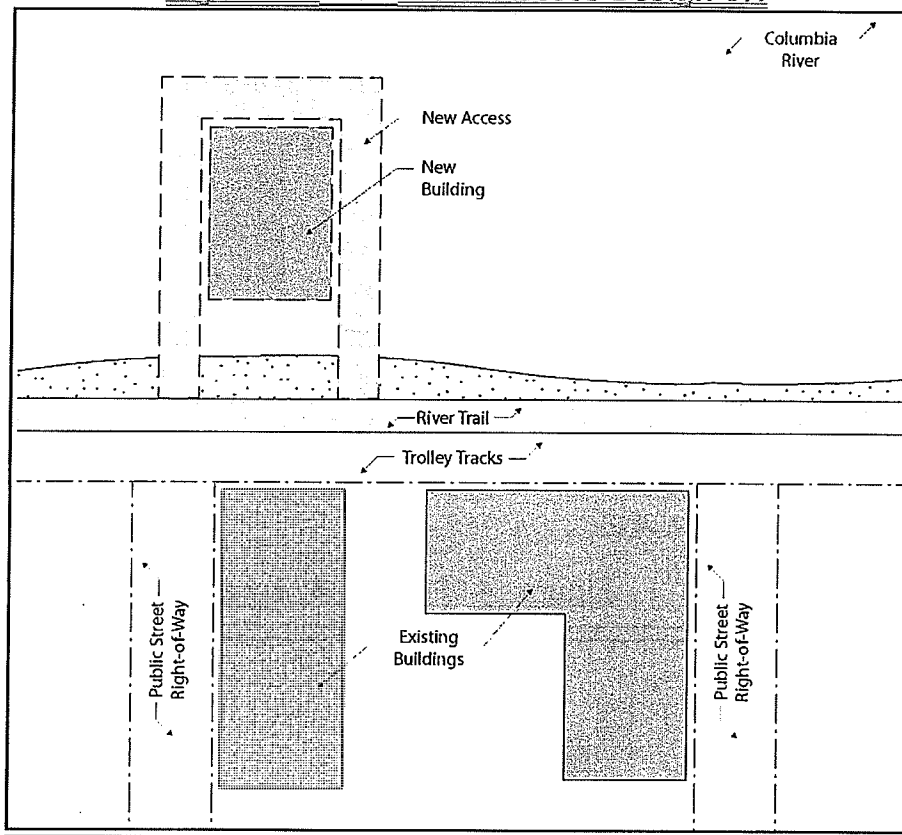 Columbia
River
New Access
New
Building
River Trail
Trolley Tracks
Public Street
Right-of-Way
Existing
Buildings
Public Street
Right-of-Way